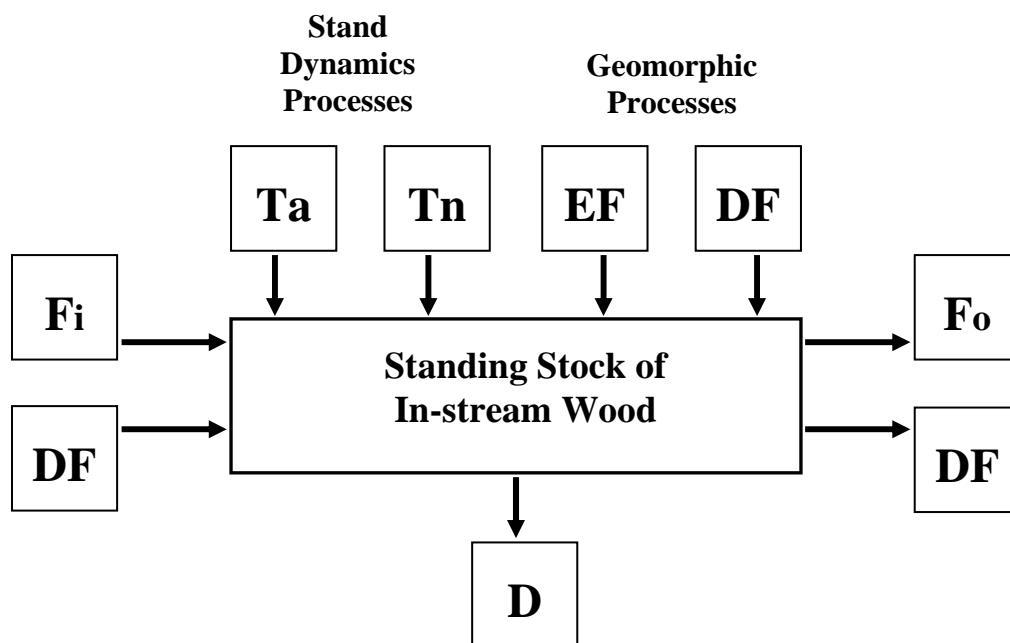 Stand
Dynamics
Processes
Geomorphic
Processes
Ta
Tn
EF
DF
Fi
Fo
Standing Stock of
In-stream Wood
DF
DF
D